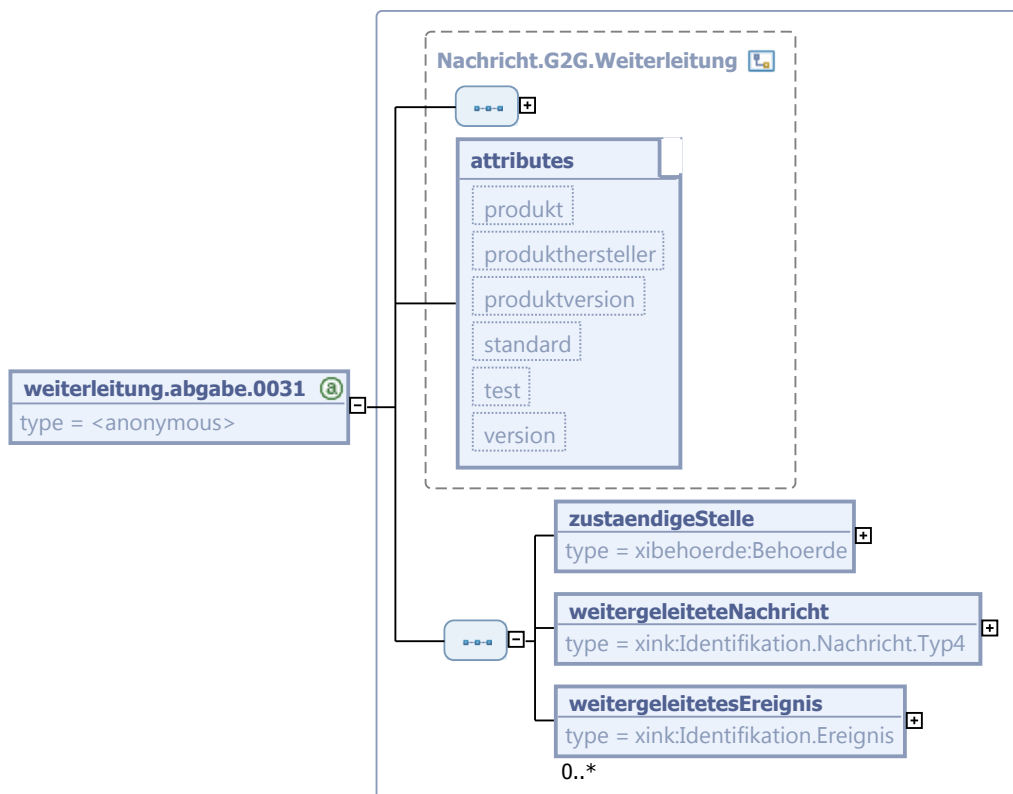 Nachricht.G2G.Weiterleitung
attributes
produkt
produkthersteller
produktversion
standard
test
version
weiterleitung.abgabe.0031 @
type = <anonymous>
zustaendigeStelle
type = xibehoerde:Behoerde
weitergeleiteteNachricht
type = xink:Identifikation.Nachricht.Typ4
weitergeleitetesEreignis
type = xink:Identifikation.Ereignis
0..*